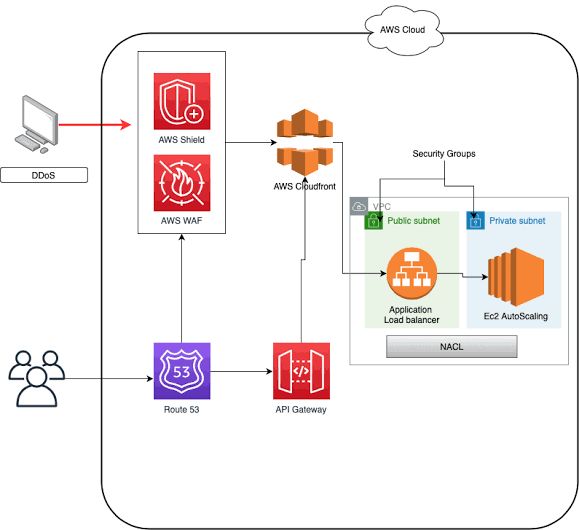 AWS Cloud
AWS Shield
DDoS
AWS WAF
AWS Cloudfront
Security Groups
VPC
Public subnet
Private subnet
Application
Load balancer
Ec2 AutoScaling
NACL
53
Route 53
</>
API Gateway